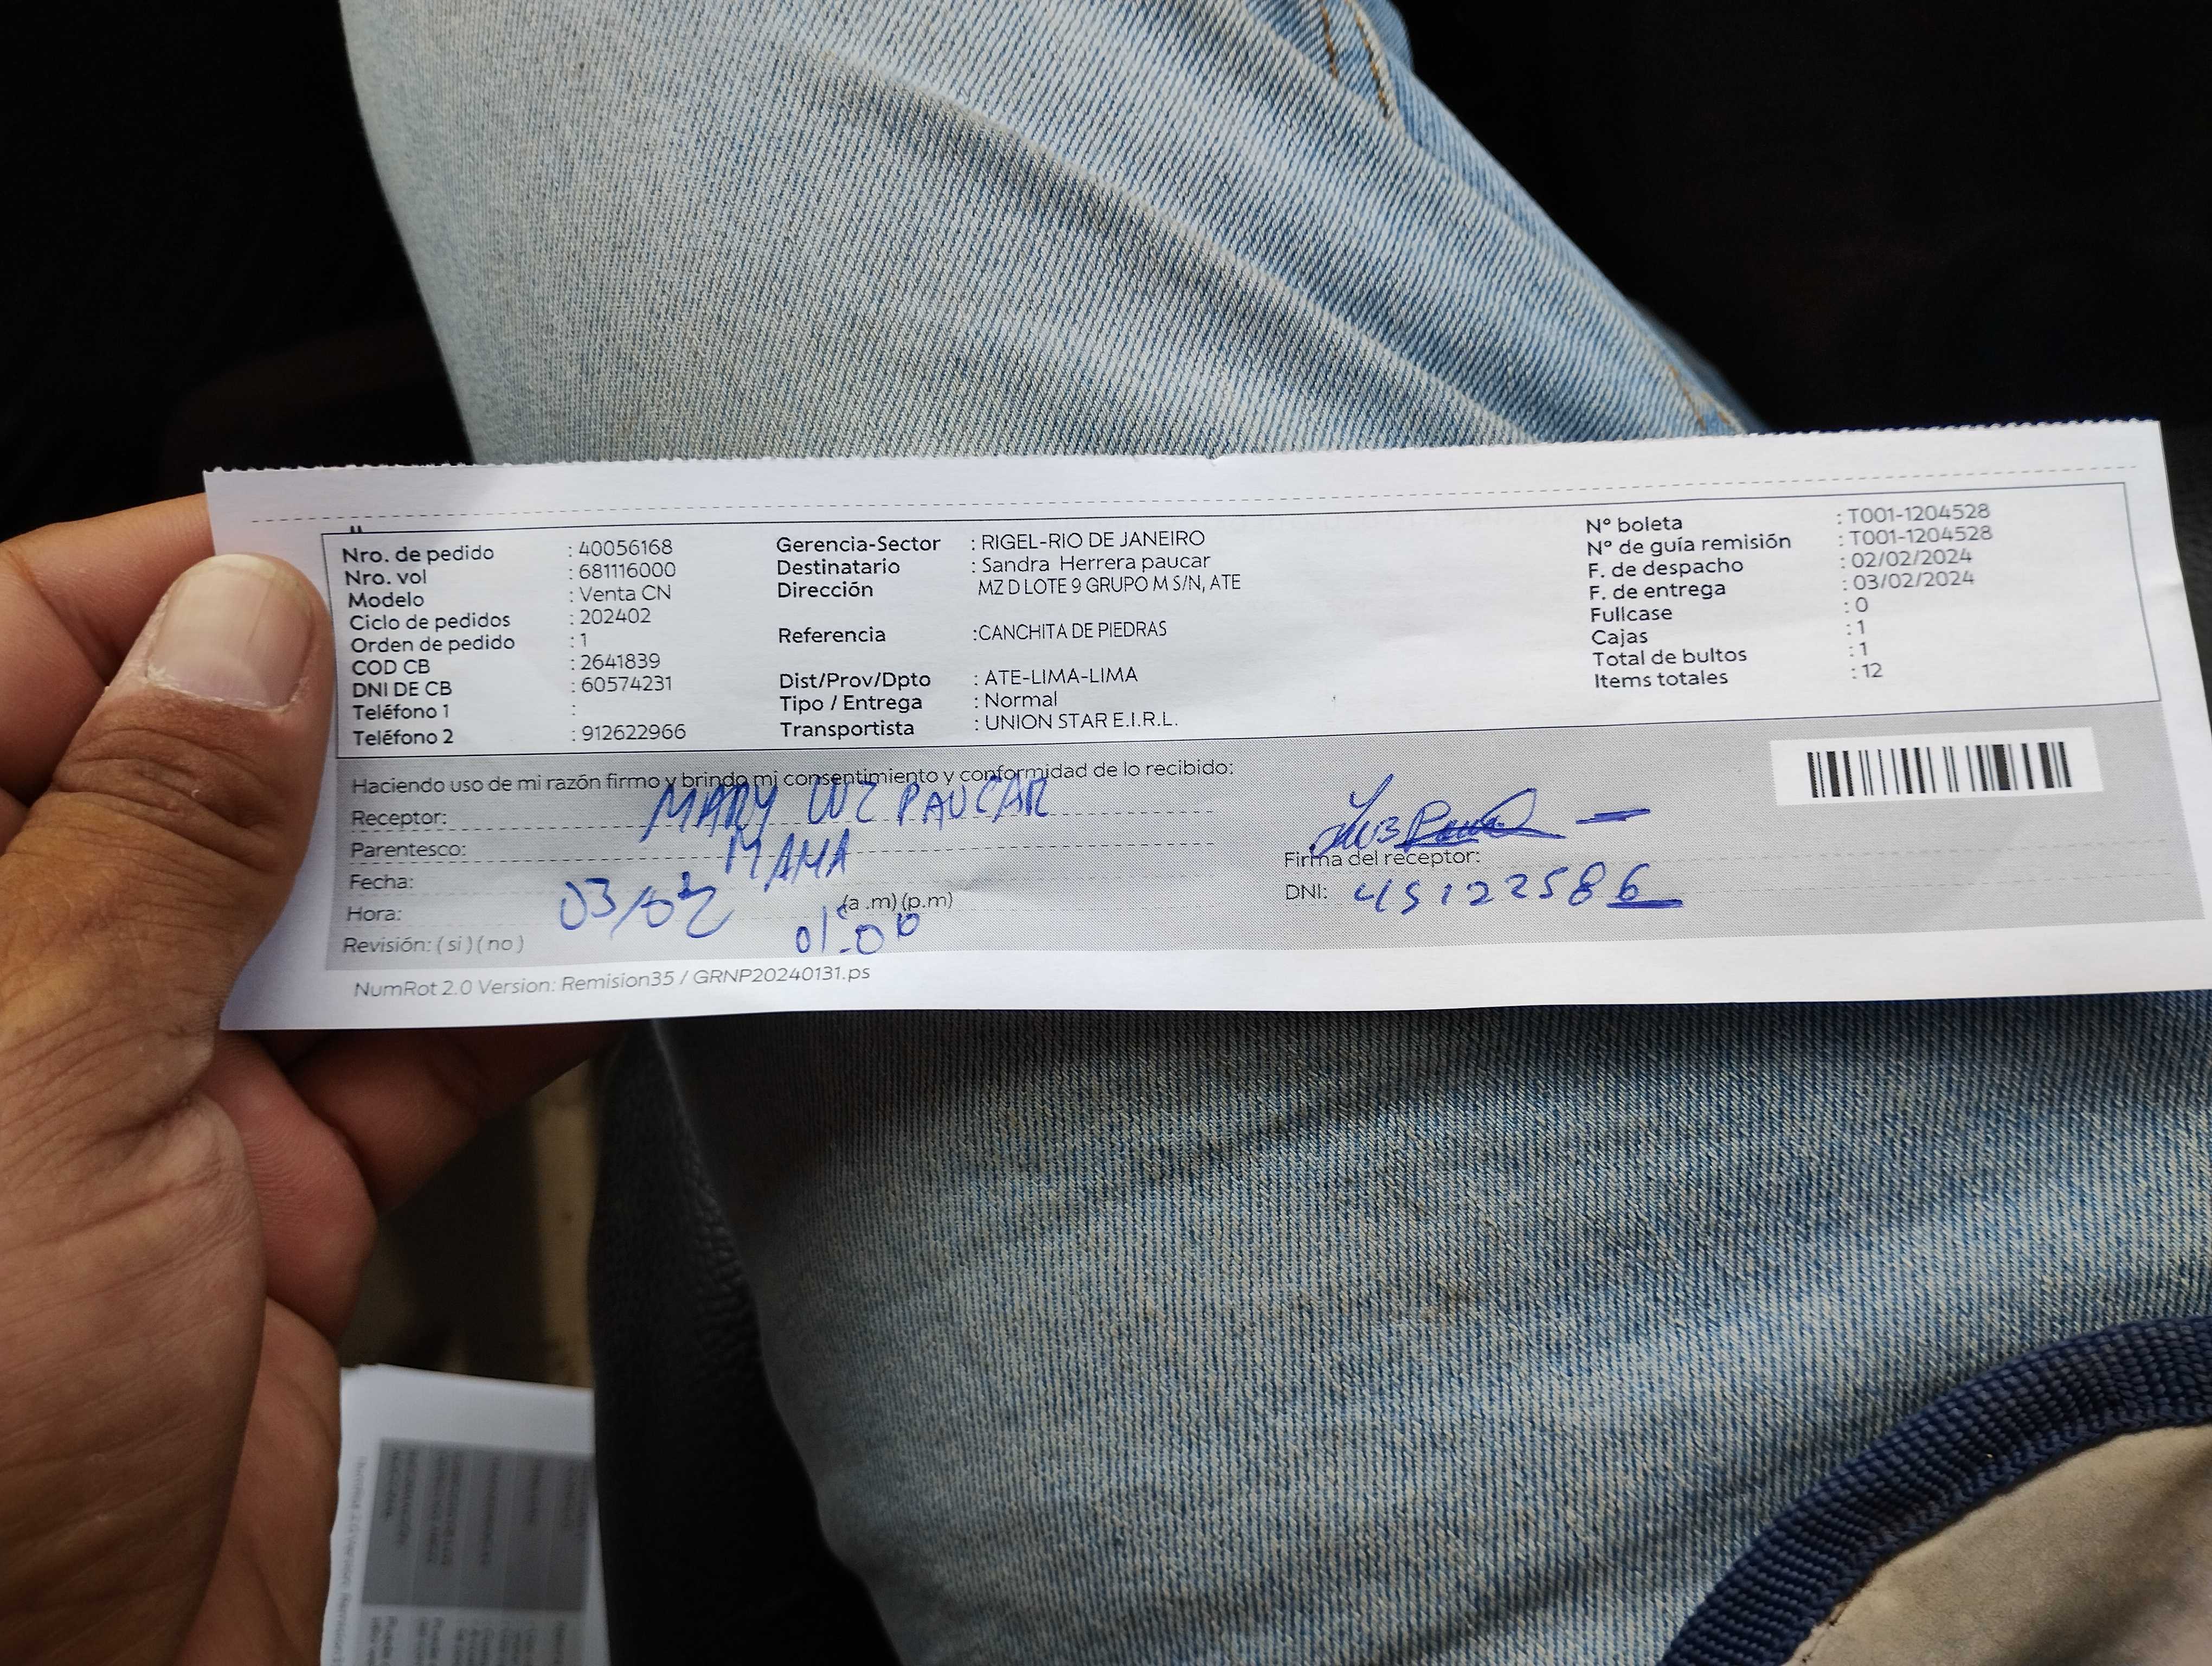 Nro. de pedido : 40056168 Gerencia-Sector : RIGEL-RIO DE JANEIRO N° boleta : T001-1204528
Nro. vol : 681116000 Destinatario : Sandra Herrera paucar N° de guía remisión : T001-1204528
Modelo : Venta CN Dirección MZ D LOTE 9 GRUPO M S/N, ATE F. de despacho : 02/02/2024
Ciclo de pedidos : 202402 F. de entrega : 03/02/2024
Orden de pedido : 1 Referencia :CANCHITA DE PIEDRAS Fullcase : 0
COD CB : 2641839 Cajas : 1
DNI DE CB : 60574231 Dist/Prov/Dpto : ATE-LIMA-LIMA Total de bultos : 1
Teléfono 1 : Tipo / Entrega : Normal Items totales : 12
Teléfono 2 : 912622966 Transportista : UNION STAR E.I.R.L.
Haciendo uso de mi razón firmo y brindo mi consentimiento y conformidad de lo recibido:
Receptor: MARY LUZ PAUCAR
Parentesco: MAMA
Firma del receptor:
Fecha: 03/02
DNI: 45122586
Hora: 01:00 (a .m) (p.m)
Revisión: ( si ) ( no )
NumRot 2.0 Version: Remision35 / GRNP20240131.ps